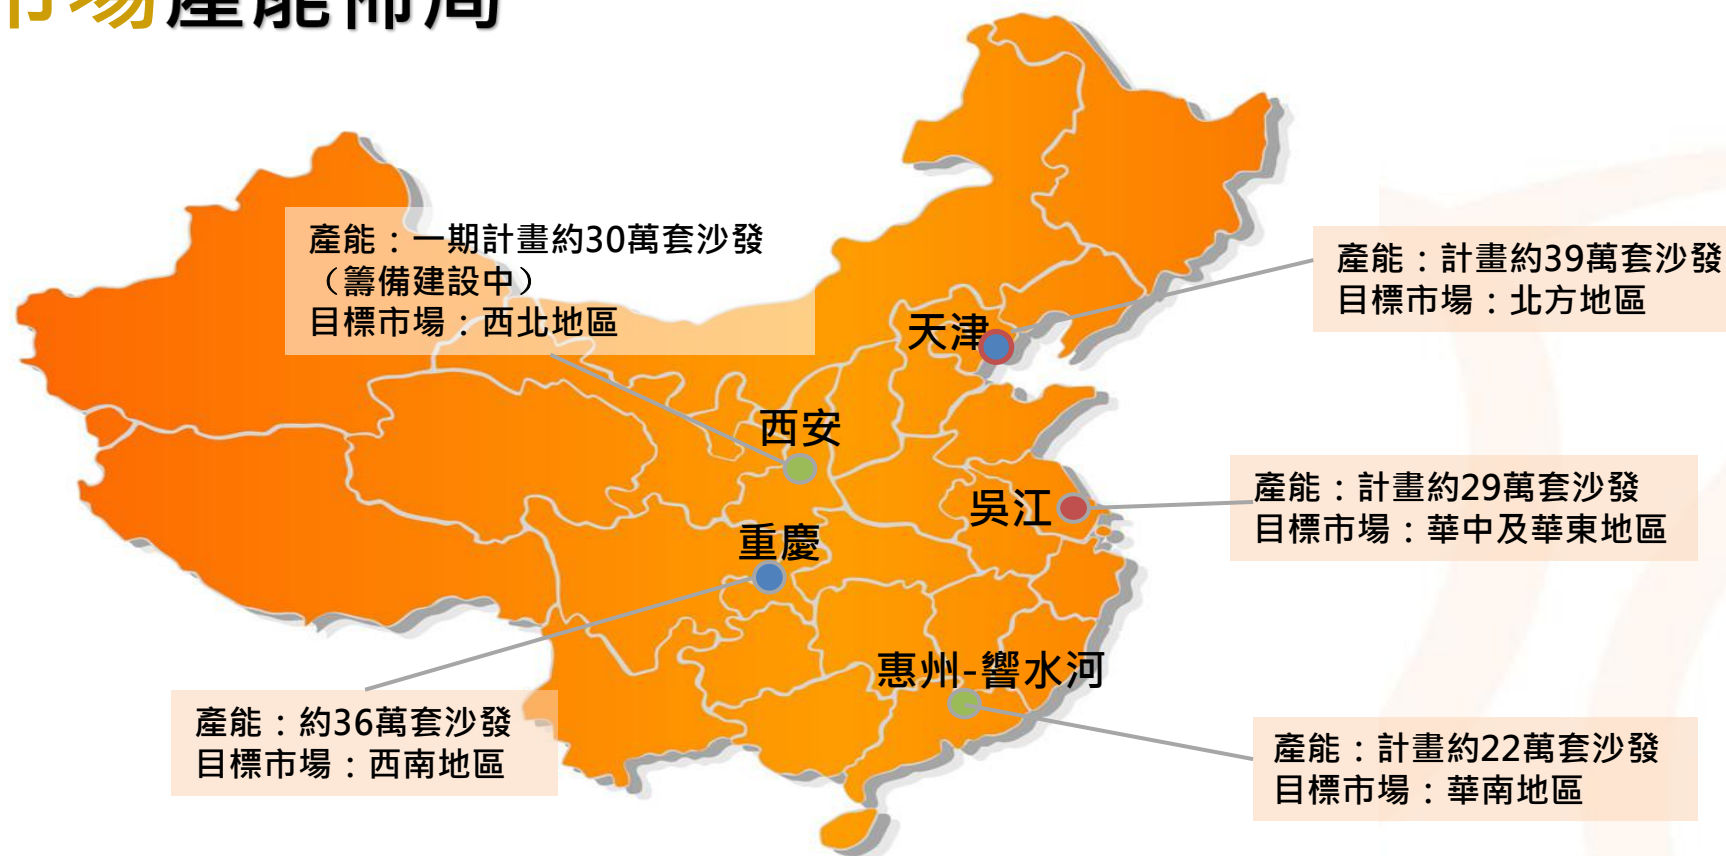 市場產能佈局
產能：一期計畫約30萬套沙發
（籌備建設中）
目標市場：西北地區
產能：計畫約39萬套沙發
目標市場：北方地區
天津
西安
吳江
產能：計畫約29萬套沙發
目標市場：華中及華東地區
重慶
惠州-響水河
產能：約36萬套沙發
目標市場：西南地區
產能：計畫約22萬套沙發
目標市場：華南地區